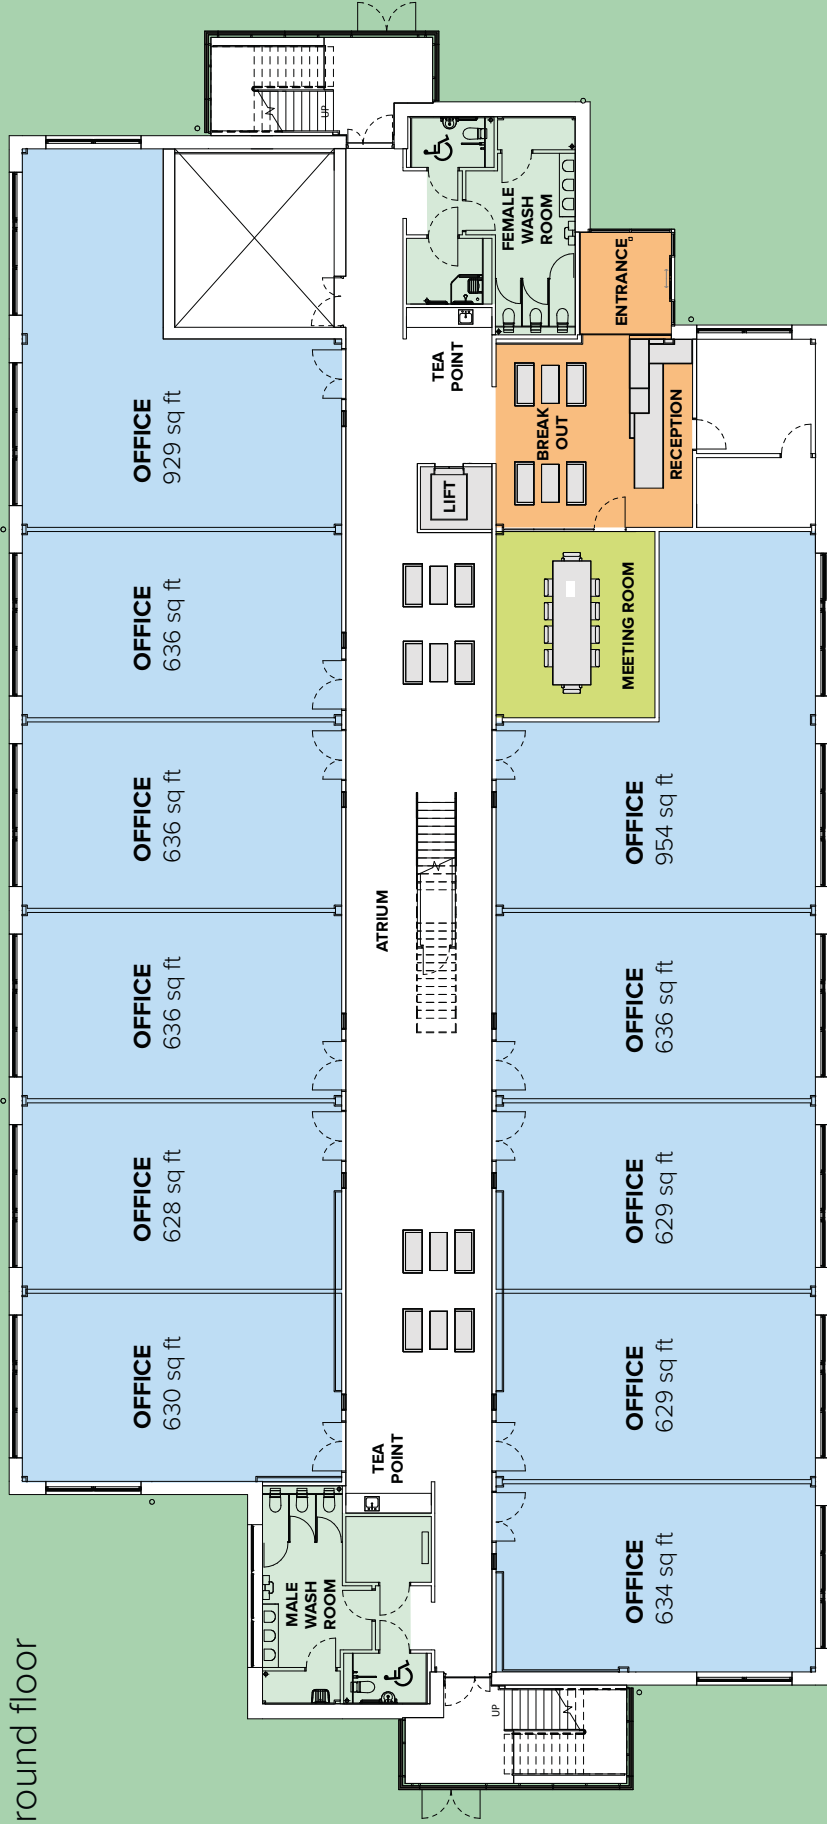 round floor
OFFICE
630 sq ft
OFFICE
628 sq ft
OFFICE
636 sq ft
OFFICE
636 sq ft
OFFICE
636 sq ft
OFFICE
929 sq ft
UP
MALE
WASH
ROOM
TEA
POINT
ATRIUM
TEA
POINT
LIFT
FEMALE
WASH
ROOM
UP
BREAK
OUT
ENTRANCE
RECEPTION
MEETING ROOM
OFFICE
634 sq ft
OFFICE
629 sq ft
OFFICE
629 sq ft
OFFICE
636 sq ft
OFFICE
954 sq ft